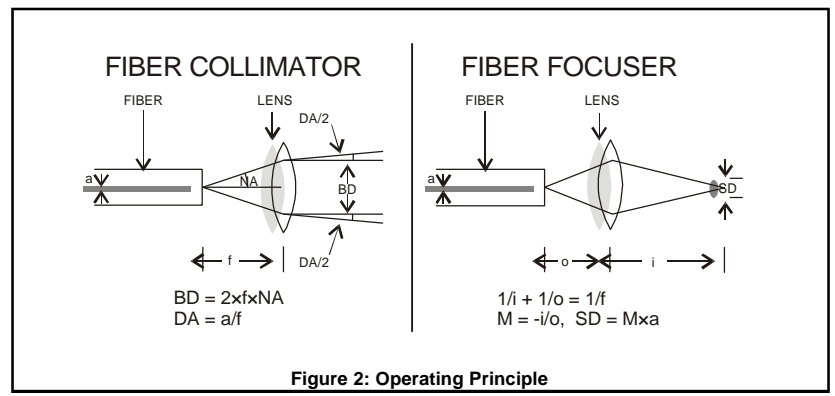 FIBER COLLIMATOR
FIBER
LENS
DA/2
a
NA
BD
f
DA/2
BD = 2×f×NA
DA = a/f
FIBER FOCUSER
FIBER
LENS
a
SD
o
i
1/i + 1/o = 1/f
M = -i/o, SD = M×a
Figure 2: Operating Principle